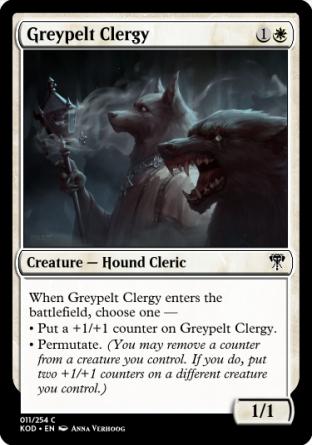 Greypelt Clergy
1
Creature — Hound Cleric
When Greypelt Clergy enters the
battlefield, choose one —
• Put a +1/+1 counter on Greypelt Clergy.
• Permutate. (You may remove a counter
from a creature you control. If you do, put
two +1/+1 counters on a different creature
you control.)
1/1
011/254 C
KOD • EN Anna Verhoog